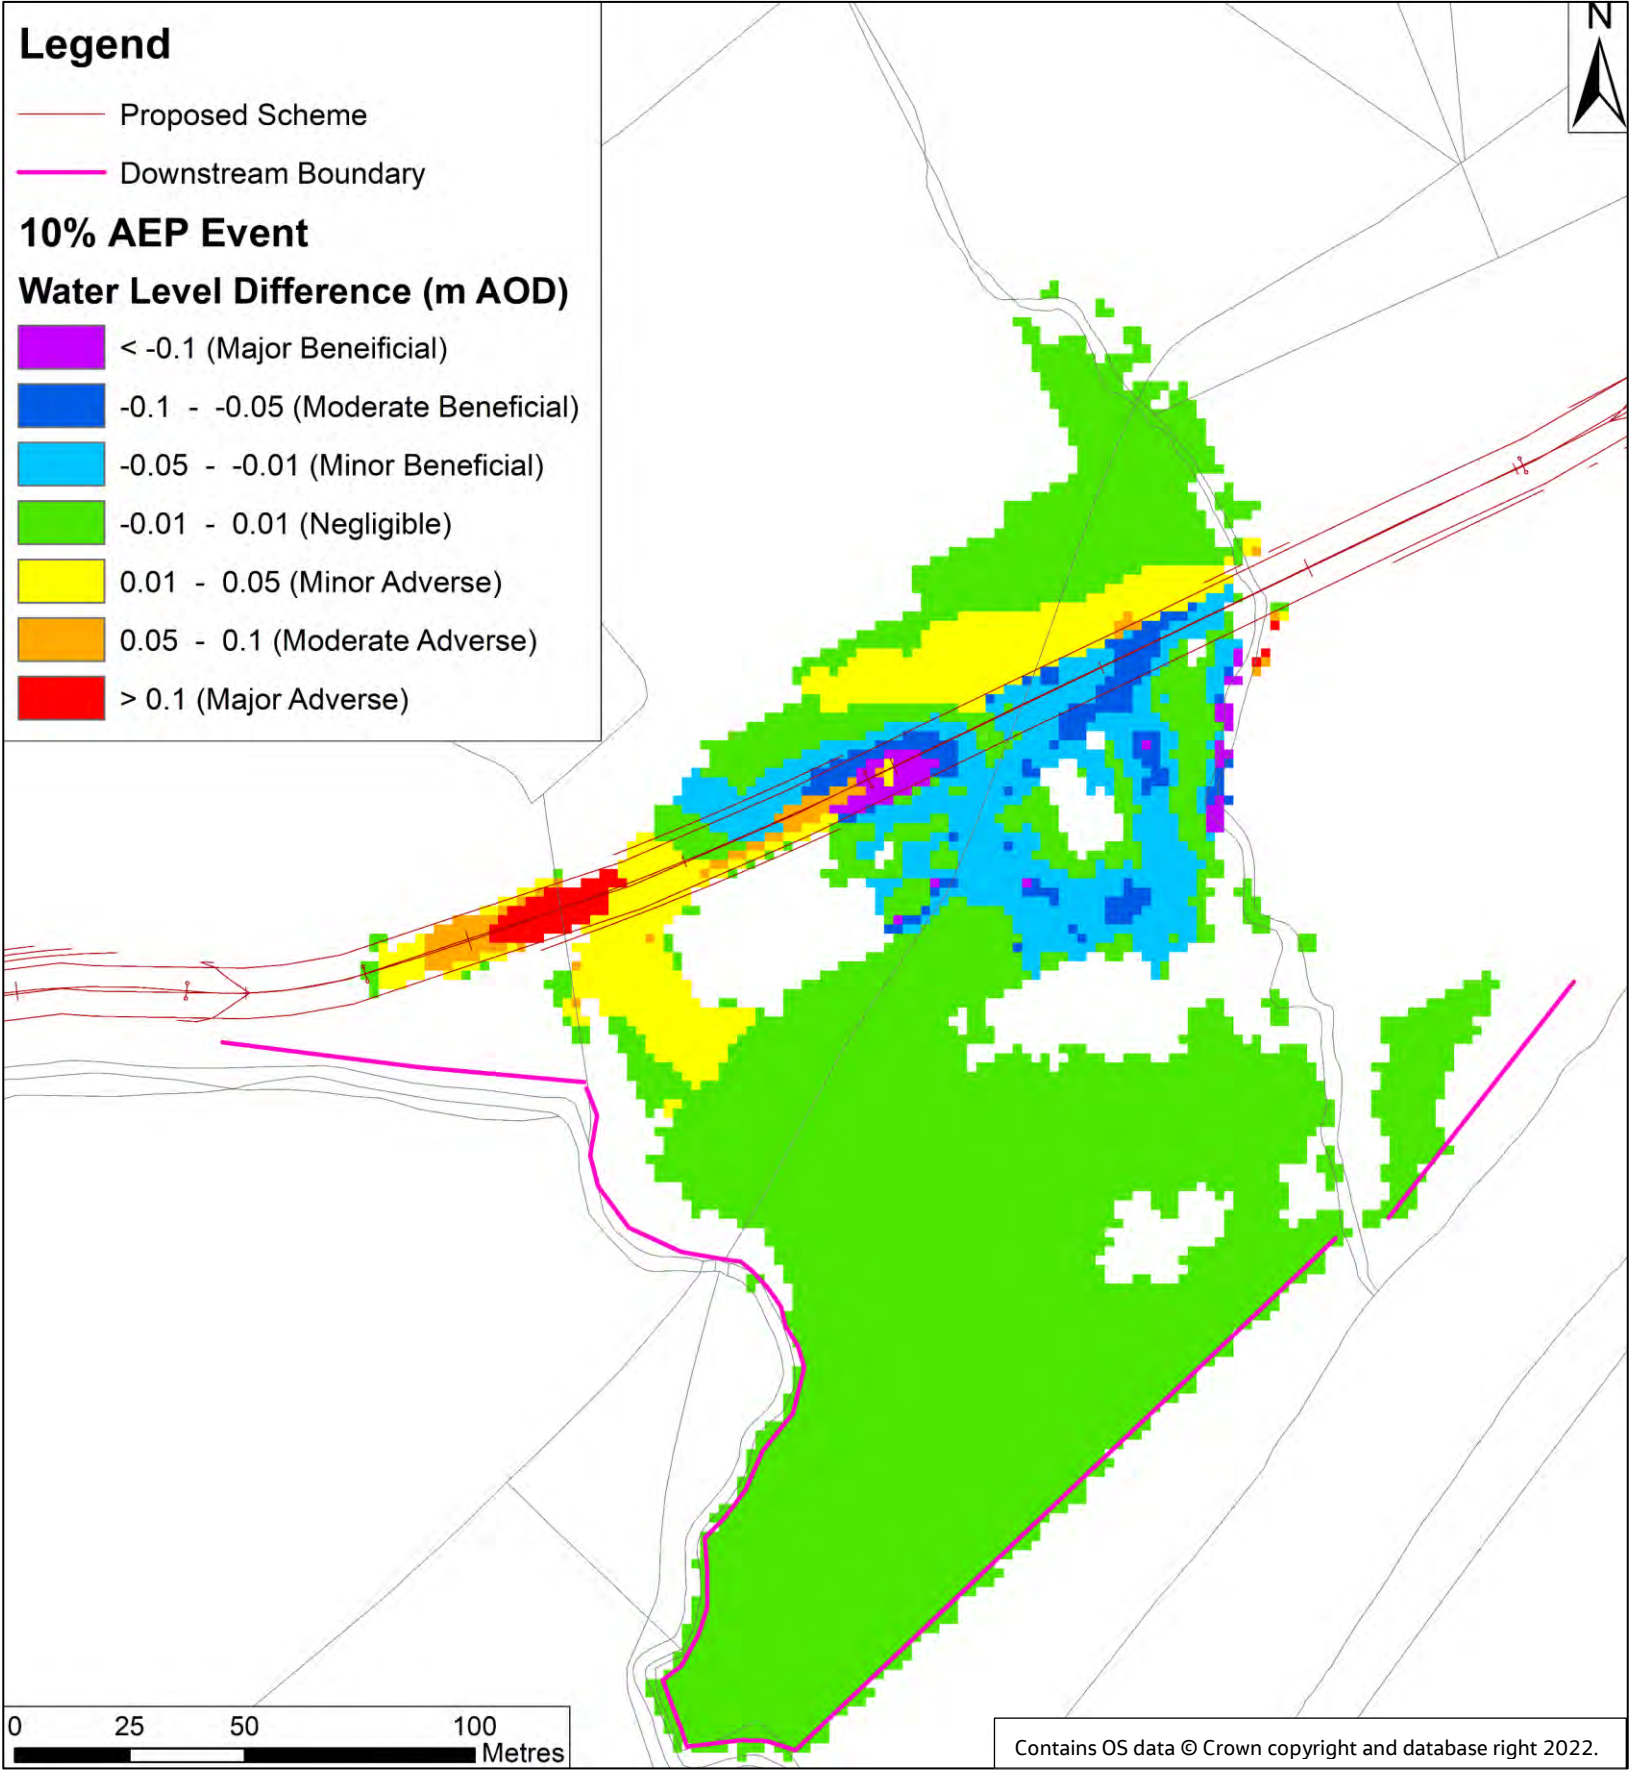 Legend
Proposed Scheme
Downstream Boundary
10% AEP Event
Water Level Difference (m AOD)
< -0.1 (Major Beneificial)
-0.1 - -0.05 (Moderate Beneficial)
-0.05 - -0.01 (Minor Beneficial)
-0.01 - 0.01 (Negligible)
0.01 - 0.05 (Minor Adverse)
0.05 - 0.1 (Moderate Adverse)
> 0.1 (Major Adverse)
N
0 25 50 100
Metres
Contains OS data © Crown copyright and database right 2022.